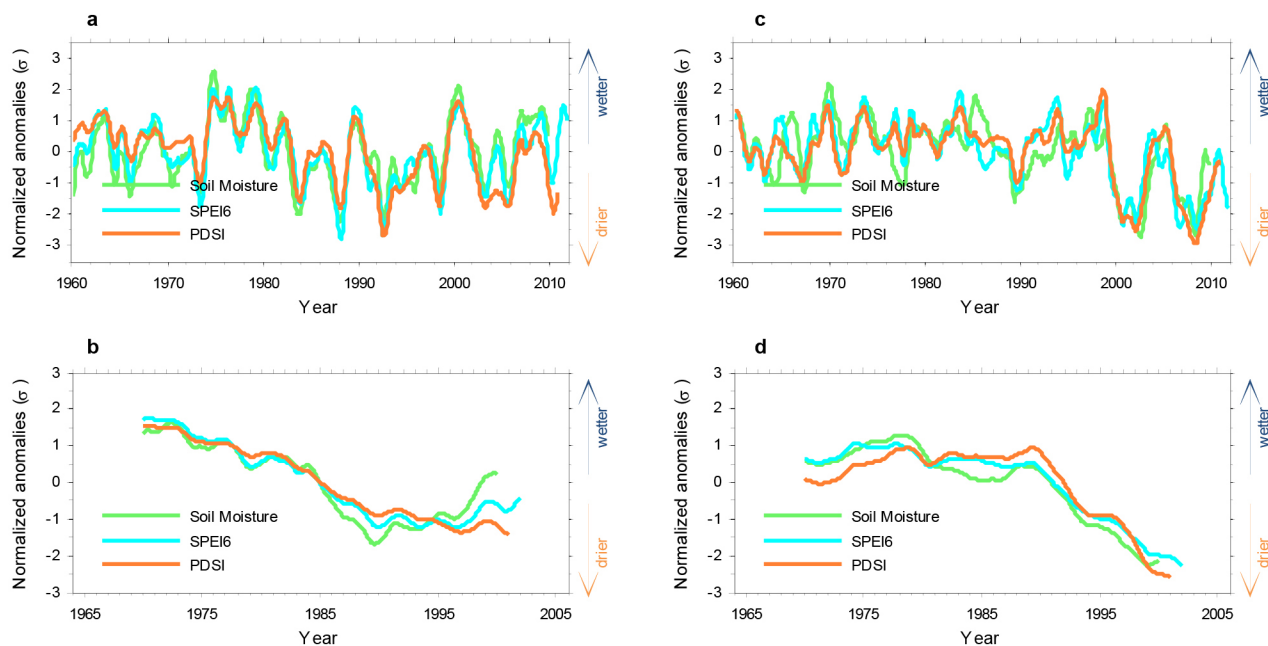 a
Normalized anomalies (σ )
3
2
1
0
-1
-2
-3
Soil Moisture
SPEI6
PDSI
1960 1970 1980 1990 2000 2010
Year
wetter
drier
c
Normalized anomalies (σ )
3
2
1
0
-1
-2
-3
Soil Moisture
SPEI6
PDSI
1960 1970 1980 1990 2000 2010
Year
wetter
drier
b
Normalized anomalies (σ )
3
2
1
0
-1
-2
-3
Soil Moisture
SPEI6
PDSI
1965 1975 1985 1995 2005
Year
wetter
drier
d
Normalized anomalies (σ )
3
2
1
0
-1
-2
-3
Soil Moisture
SPEI6
PDSI
1965 1975 1985 1995 2005
Year
wetter
drier